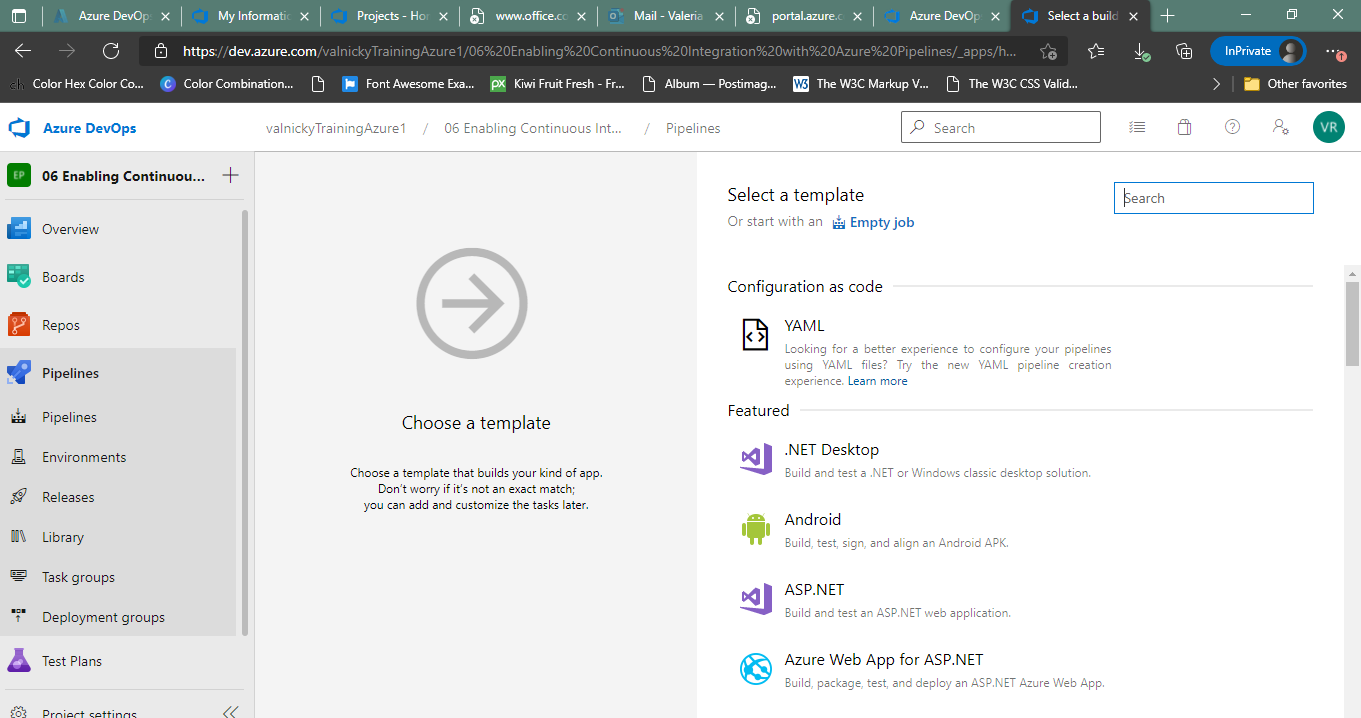 Azure DevOp
My Informatic
Projects - Hor
www.office.co
Mail - Valeria
portal.azure.c
Azure DevOp
Select a build
https://dev.azure.com/valnickyTrainingAzure1/06%20Enabling%20Continuous%20Integration%20with%20Azure%20Pipelines/_apps/h...
InPrivate
Color Hex Color Co...
Color Combination...
Font Awesome Exa...
Kiwi Fruit Fresh - Fr...
Album — Postimag...
The W3C Markup V...
The W3C CSS Valid...
Other favorites
Azure DevOps
valnickyTrainingAzure1 / 06 Enabling Continuous Int... / Pipelines
Search
VR
EP
06 Enabling Continuou...
Overview
Boards
Repos
Pipelines
Pipelines
Environments
Releases
Library
Task groups
Deployment groups
Test Plans
Project settings
Choose a template
Choose a template that builds your kind of app.
Don't worry if it's not an exact match;
you can add and customize the tasks later.
Select a template
Or start with an Empty job
Search
Configuration as code
YAML
Looking for a better experience to configure your pipelines
using YAML files? Try the new YAML pipeline creation
experience. Learn more
Featured
.NET Desktop
Build and test a .NET or Windows classic desktop solution.
Android
Build, test, sign, and align an Android APK.
ASP.NET
Build and test an ASP.NET web application.
Azure Web App for ASP.NET
Build, package, test, and deploy an ASP.NET Azure Web App.